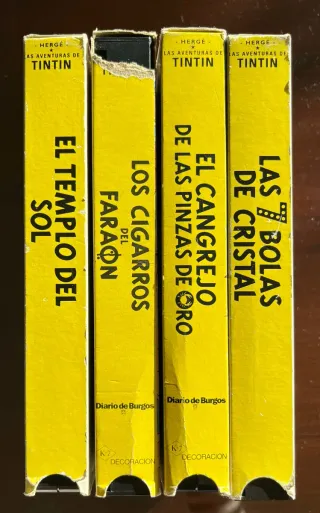 HERGÉ
LAS AVENTURAS DE
TINTIN
EL TEMPLO DEL
SOL
LOS CIGARROS
DEL
FARAÓN
Diario de Burgos
DECORACION
HERGÉ
LAS AVENTURAS DE
TINTIN
EL CANGREJO
DE LAS PINZAS DE ORO
Diario de Burgos
DECORACION
HERGÉ
LAS AVENTURAS DE
TINTIN
LAS 7 BOLAS
DE CRISTAL